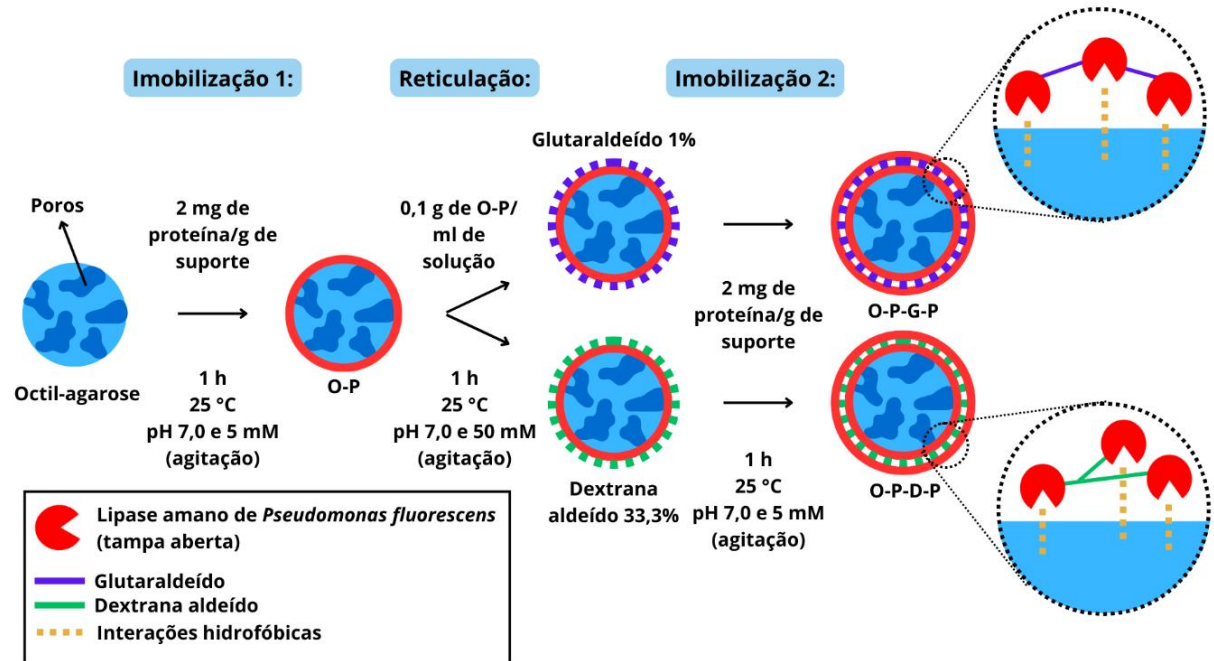 Imobilização 1:
Reticulação:
Imobilização 2:
Poros
2 mg de
proteína/g de
suporte
0,1 g de O-P/
ml de
solução
Glutaraldeído 1%
Octil-agarose
1 h
25 °C
pH 7,0 e 5 mM
(agitação)
O-P
1 h
25 °C
pH 7,0 e 50 mM
(agitação)
2 mg de
proteína/g de
suporte
O-P-G-P
Dextrana
aldeído 33,3%
1 h
25 °C
pH 7,0 e 5 mM
(agitação)
O-P-D-P
Lipase amano de Pseudomonas fluorescens
(tampa aberta)
Glutaraldeído
Dextrana aldeído
Interações hidrofóbicas